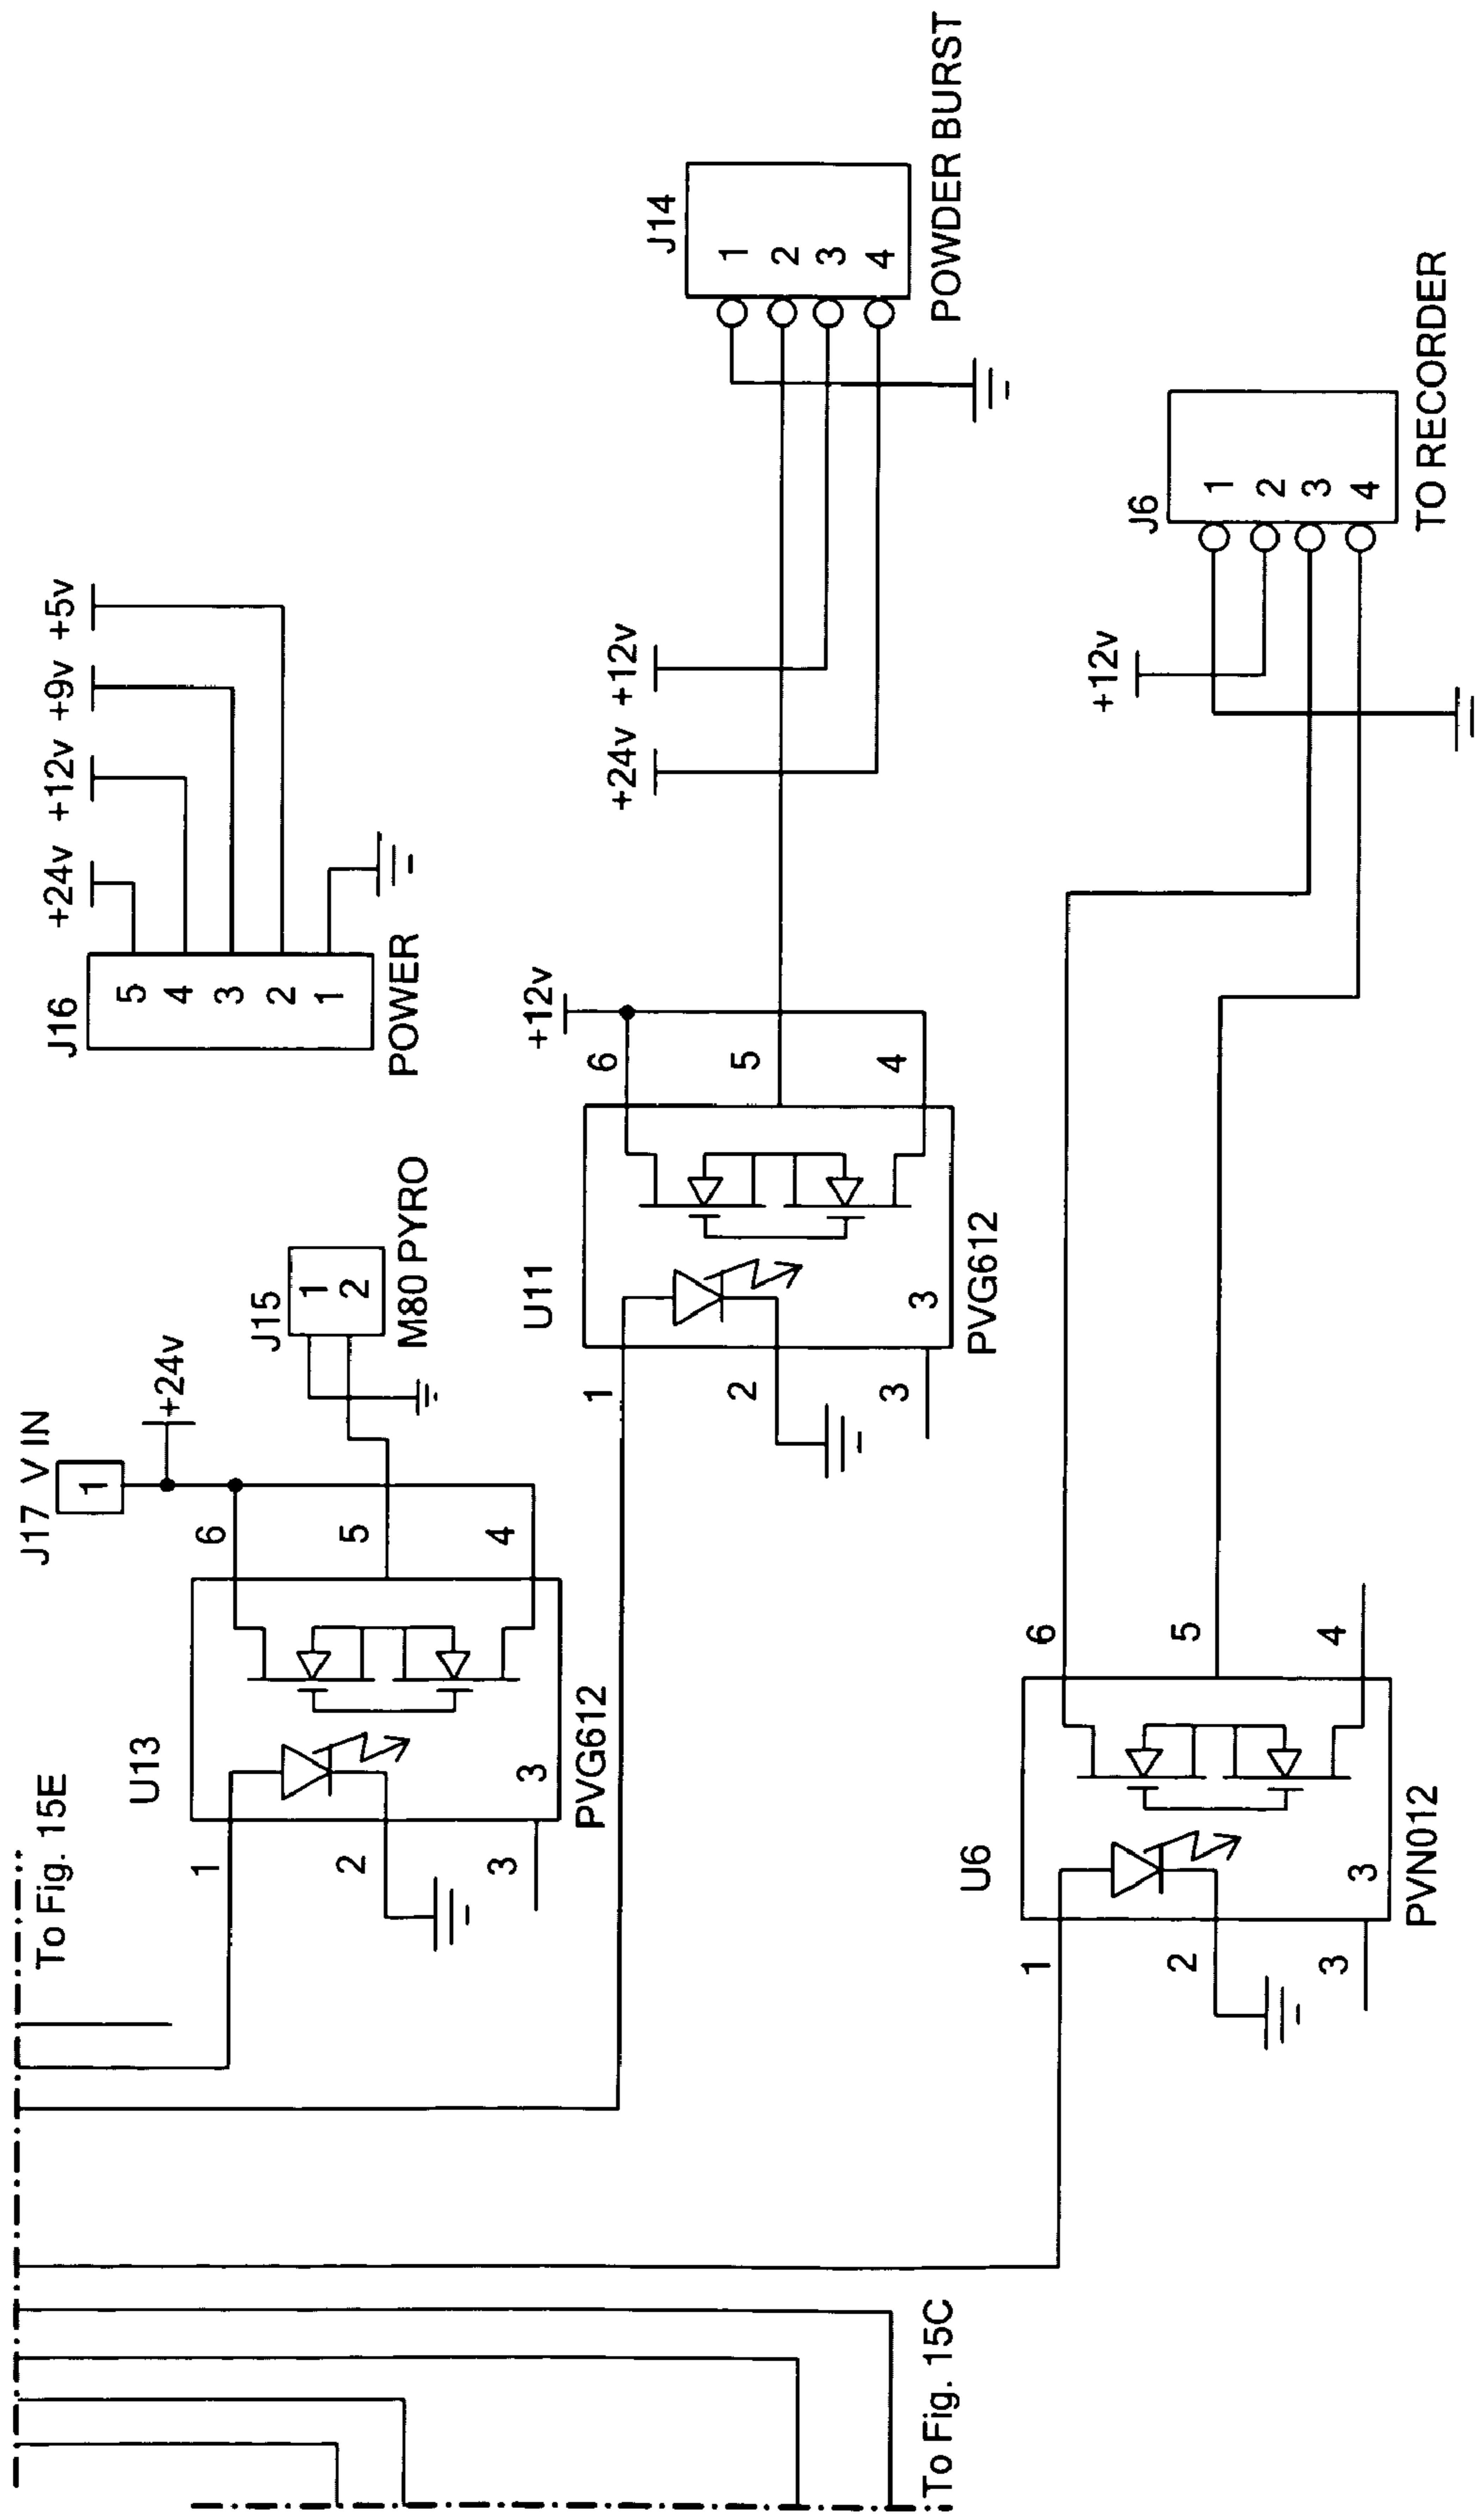 To Fig. 15E
To Fig. 15C
J17 V IN
1
+24v
U13
1
2
3
3
6
5
4
PVG612
J15
1
2
M80 PYRO
J16
5
4
3
2
1
POWER
+24v +12v +9v +5v
U11
1
2
3
3
6
5
4
PVG612
+12v
+24v +12v
J14
1
2
3
4
POWDER BURST
U6
1
2
3
3
6
5
4
PVN012
+12v
J6
1
2
3
4
TO RECORDER